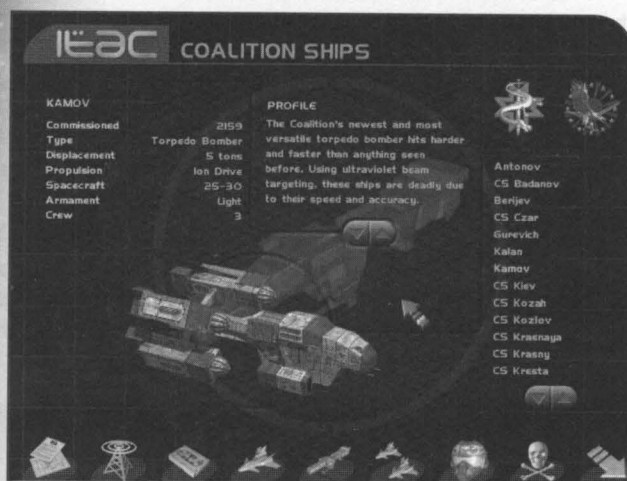 ITAC COALITION SHIPS
KAMOV
Commissioned 2159
Type Torpedo Bomber
Displacement 5 tons
Propulsion Ion Drive
Spacecraft 25-30
Armament Light
Crew 3
PROFILE
The Coalition's newest and most
versatile torpedo bomber hits harder
and faster than anything seen
before. Using ultraviolet beam
targeting, these ships are deadly due
to their speed and accuracy.
Antonov
CS Badanov
Berijev
CS Czar
Gurevich
Kalan
Kamov
CS Kiev
CS Kozah
CS Kozlov
CS Krasnaya
CS Krasny
CS Kresta